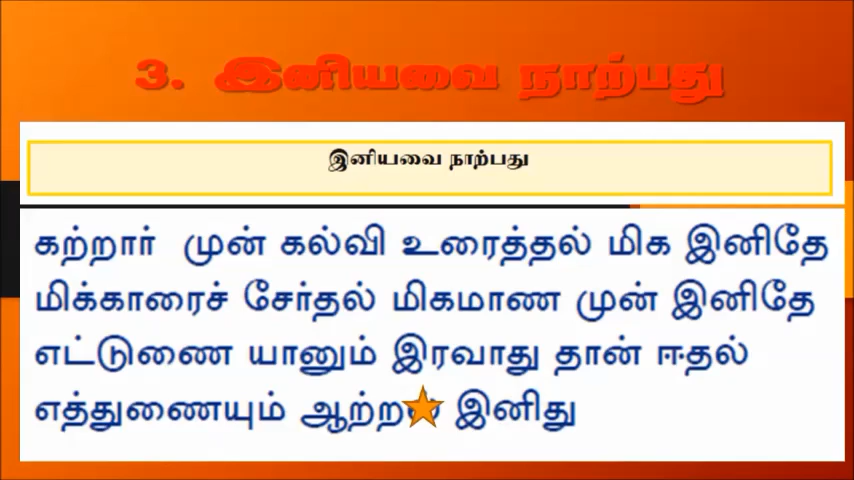 3. இனியவை நாற்பது
இனியவை நாற்பது
கற்றார் முன் கல்வி உரைத்தல் மிக இனிதே
மிக்காரைச் சேர்தல் மிகமாண முன் இனிதே
எட்டுணை யானும் இரவாது தான் ஈதல்
எத்துணையும் இனிது